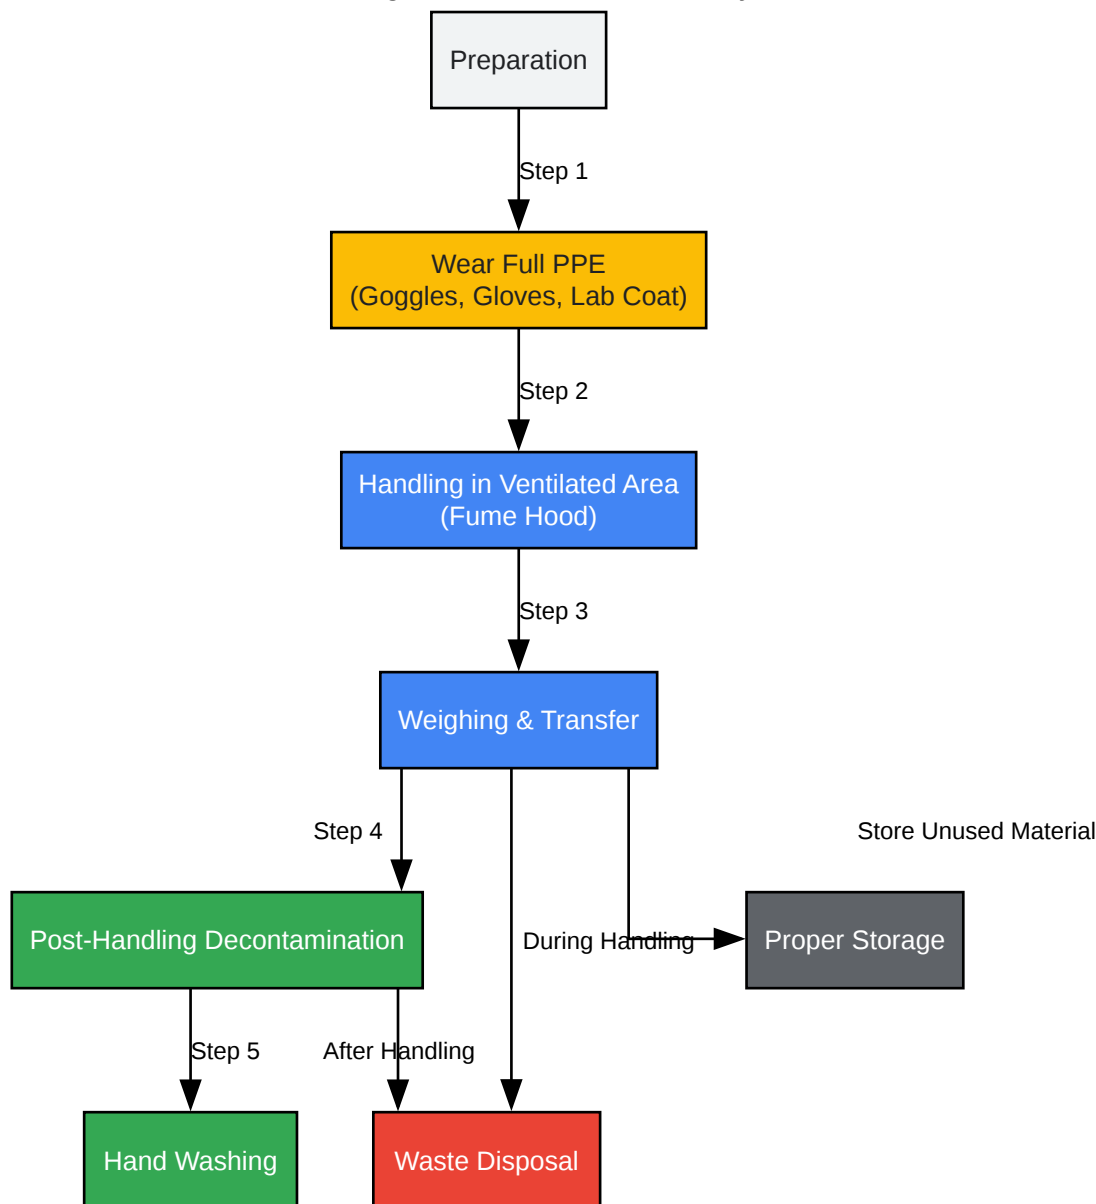 Preparation
Step 1
Wear Full PPE
(Goggles, Gloves, Lab Coat)
Step 2
Handling in Ventilated Area
(Fume Hood)
Step 3
Weighing & Transfer
Step 4
Store Unused Material
Post-Handling Decontamination
During Handling
Proper Storage
Step 5
After Handling
Hand Washing
Waste Disposal